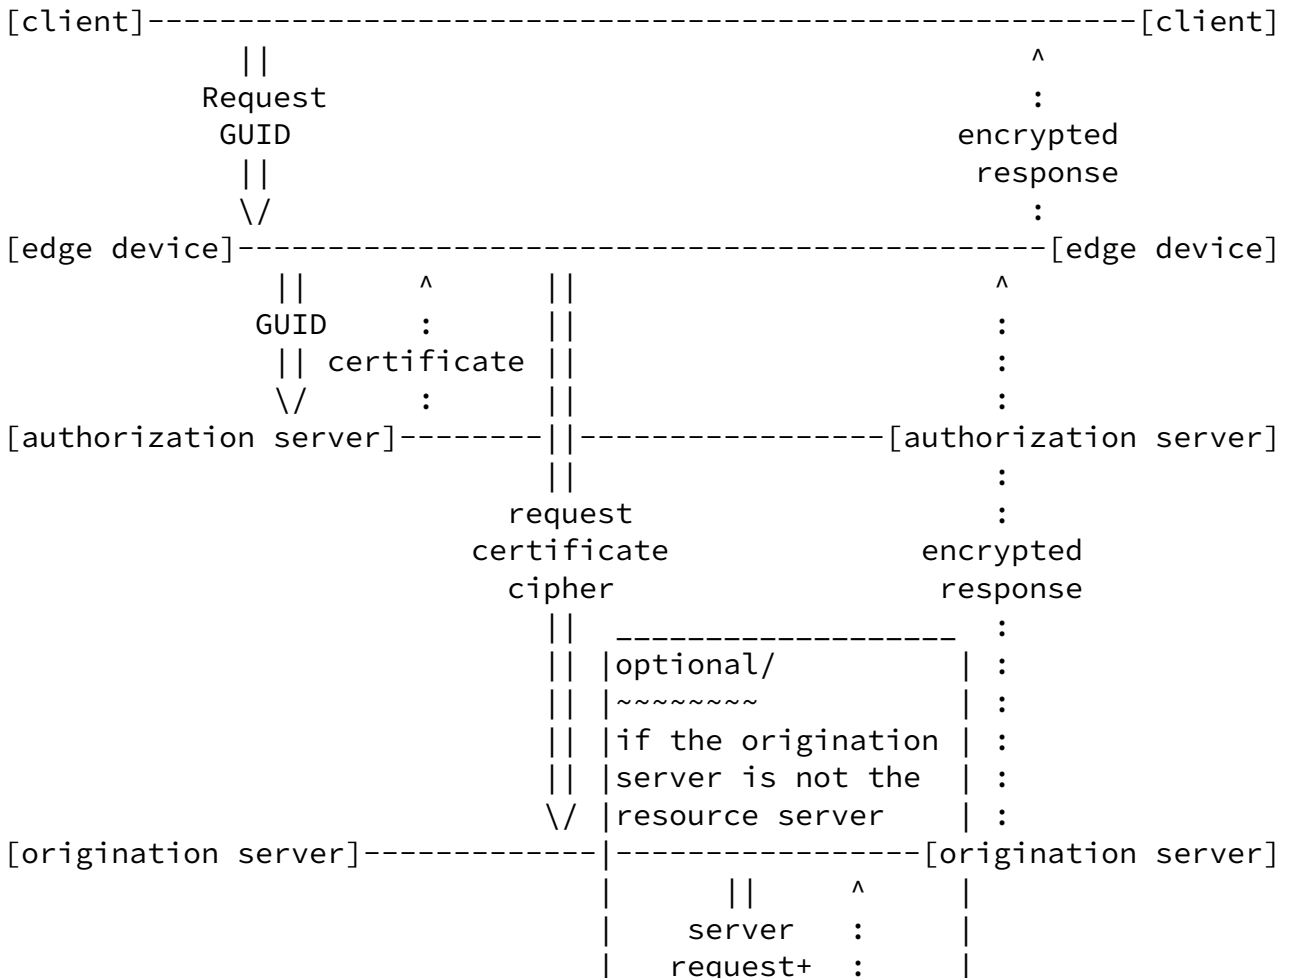 [client]-------------------------------------------------------[client]
|| ^
Request :
GUID encrypted
|| response
\/ :
[edge device]---------------------------------------------[edge device]
|| ^ || ^
GUID : || :
|| certificate || :
\/ : || :
[authorization server]--------||-----------------[authorization server]
|| :
request :
certificate encrypted
cipher response
|| ___________________ :
|| |optional/ | :
|| |~~~~~~~~ | :
|| |if the origination | :
|| |server is not the | :
\/ |resource server | :
[origination server]-------------|-----------------[origination server]
| || ^ |
| server : |
| request+ : |